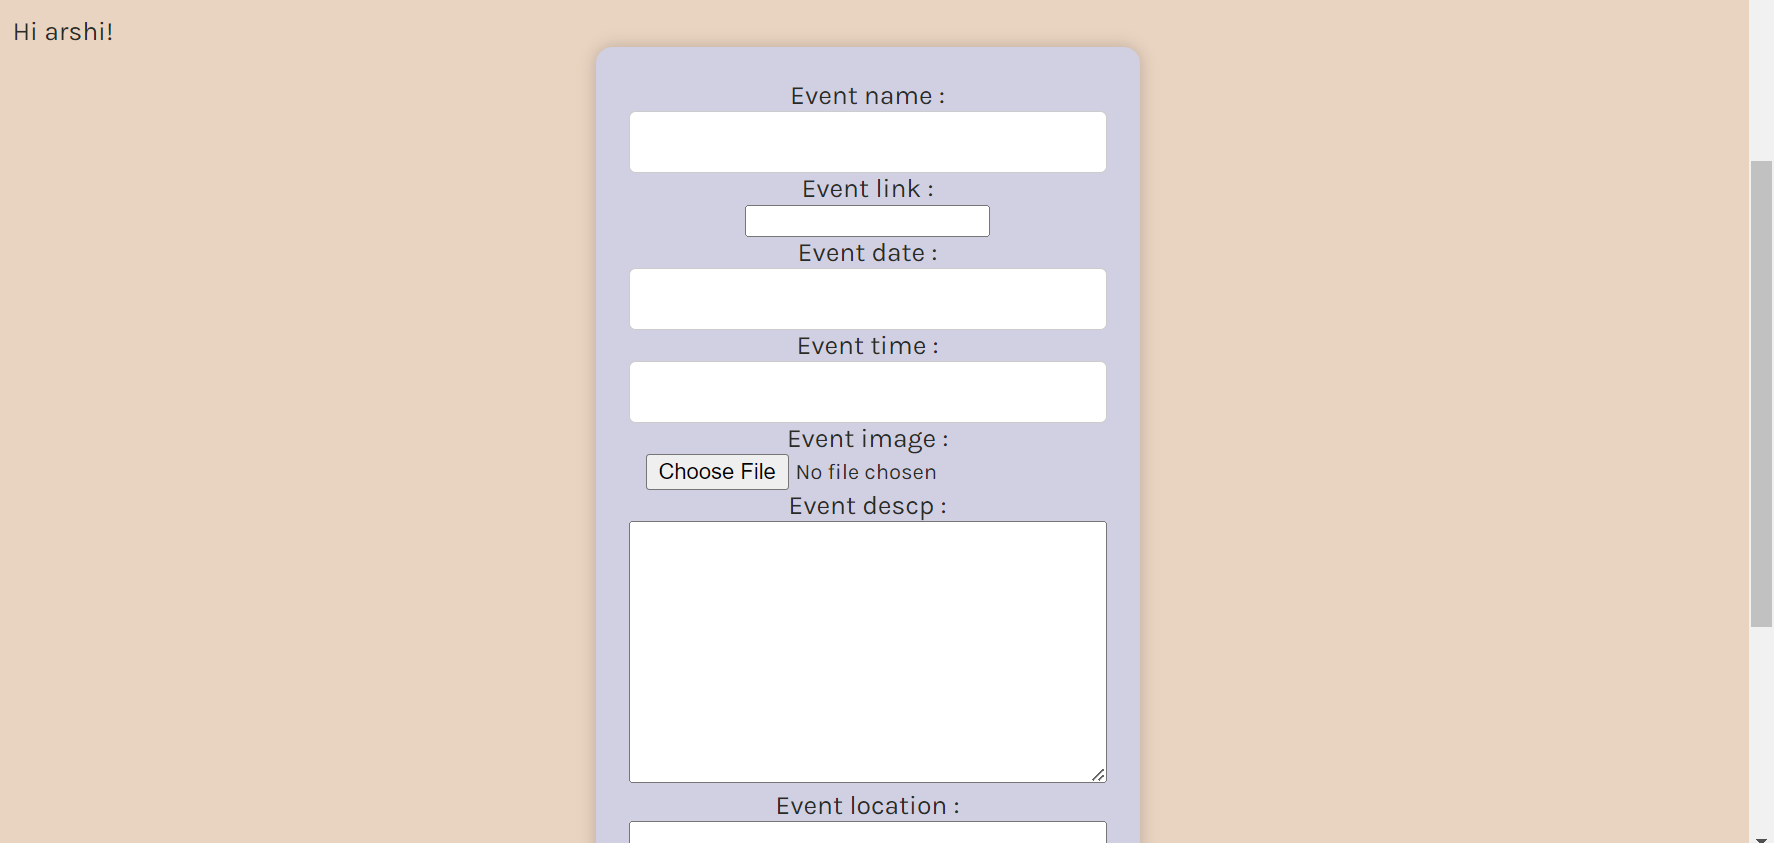 Hi arshi!
Event name :
Event link :
Event date :
Event time :
Event image :
Choose File No file chosen
Event descp :
Event location :